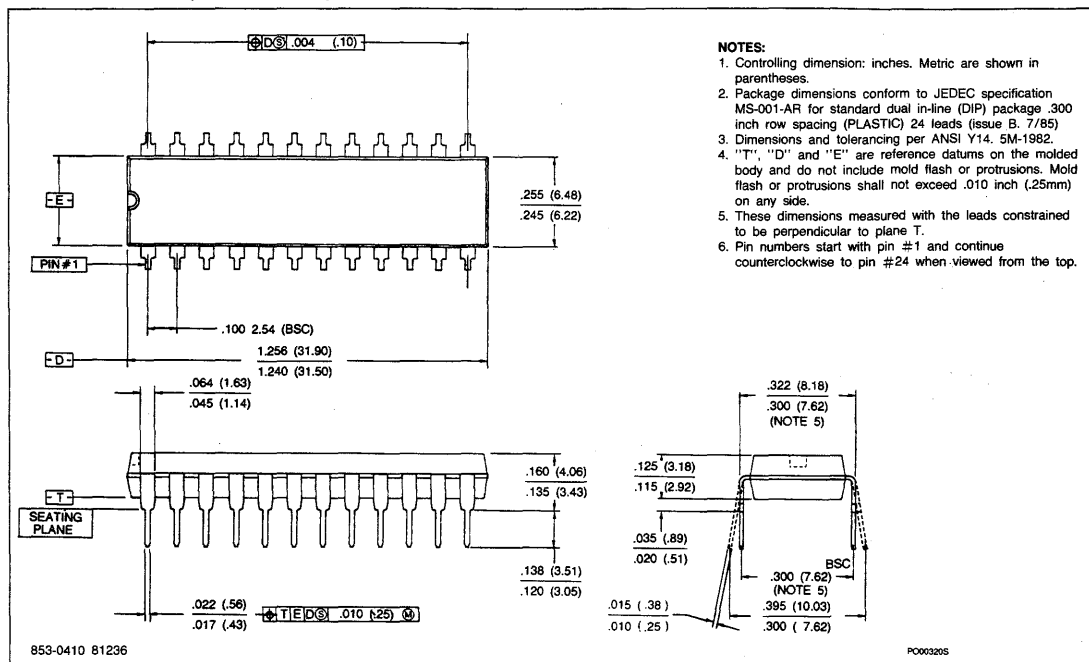 ⌖ D Ⓢ .004 (.10)
NOTES:
1. Controlling dimension: inches. Metric are shown in
parentheses.
2. Package dimensions conform to JEDEC specification
MS-001-AR for standard dual in-line (DIP) package .300
inch row spacing (PLASTIC) 24 leads (issue B. 7/85)
3. Dimensions and tolerancing per ANSI Y14. 5M-1982.
4. "T", "D" and "E" are reference datums on the molded
body and do not include mold flash or protrusions. Mold
flash or protrusions shall not exceed .010 inch (.25mm)
on any side.
5. These dimensions measured with the leads constrained
to be perpendicular to plane T.
6. Pin numbers start with pin #1 and continue
counterclockwise to pin #24 when viewed from the top.
-E-
.255 (6.48)
.245 (6.22)
PIN #1
.100 2.54 (BSC)
-D-
1.256 (31.90)
1.240 (31.50)
.064 (1.63)
.045 (1.14)
.322 (8.18)
.300 (7.62)
(NOTE 5)
.160 (4.06)
.135 (3.43)
.125 (3.18)
.115 (2.92)
-T-
SEATING
PLANE
.035 (.89)
.020 (.51)
.138 (3.51)
.120 (3.05)
BSC
.300 (7.62)
(NOTE 5)
.022 (.56)
.017 (.43)
⌖ T E D Ⓢ .010 (.25) Ⓜ
.015 (.38)
.010 (.25)
.395 (10.03)
.300 ( 7.62)
853-0410 81236
PO00320S